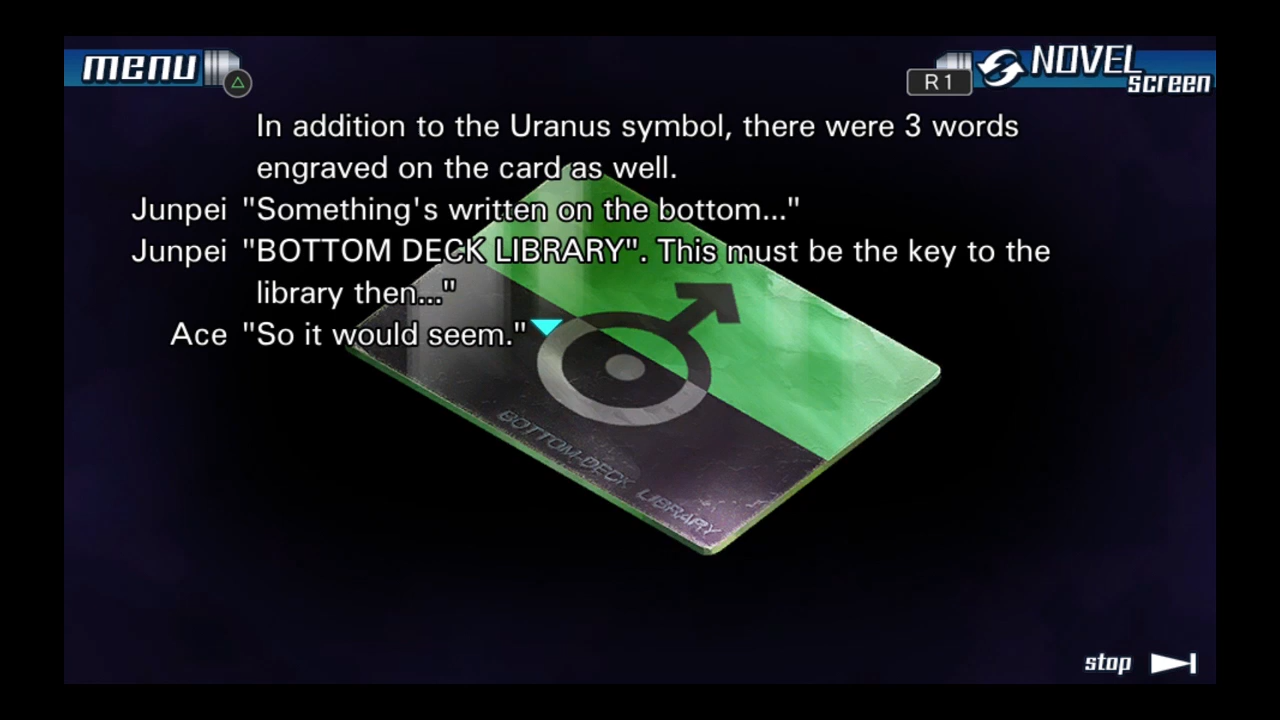 menu
R1
NOVEL
screen
In addition to the Uranus symbol, there were 3 words
engraved on the card as well.
Junpei "Something's written on the bottom..."
Junpei "BOTTOM DECK LIBRARY". This must be the key to the
library then..."
Ace "So it would seem."
BOTTOM-DECK LIBRARY
stop